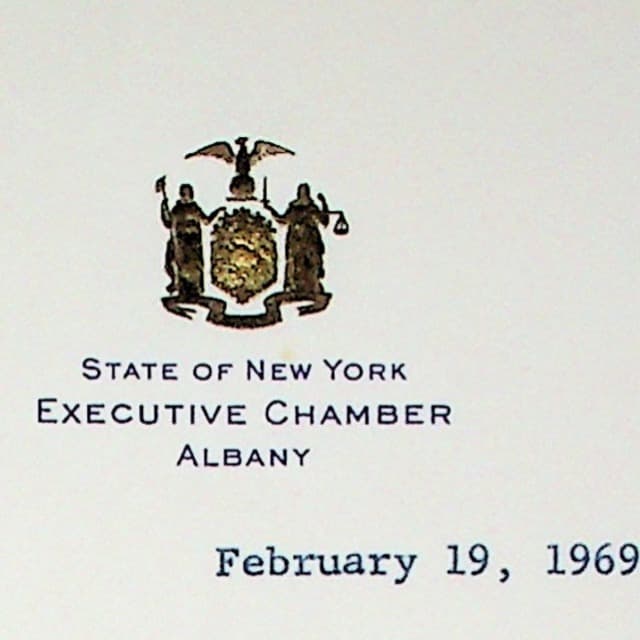 STATE OF NEW YORK
EXECUTIVE CHAMBER
ALBANY
February 19, 1969